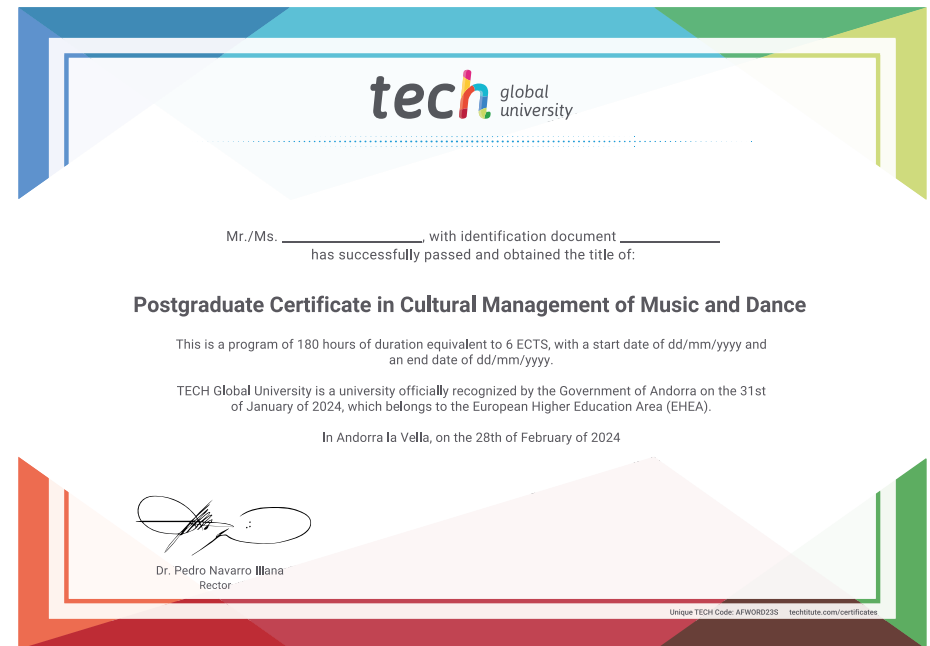 tech global university
Mr./Ms. ______________, with identification document __________
has successfully passed and obtained the title of:
Postgraduate Certificate in Cultural Management of Music and Dance
This is a program of 180 hours of duration equivalent to 6 ECTS, with a start date of dd/mm/yyyy and
an end date of dd/mm/yyyy.
TECH Global University is a university officially recognized by the Government of Andorra on the 31st
of January of 2024, which belongs to the European Higher Education Area (EHEA).
In Andorra la Vella, on the 28th of February of 2024
Dr. Pedro Navarro Illana
Rector
Unique TECH Code: AFWORD23S techtitute.com/certificates